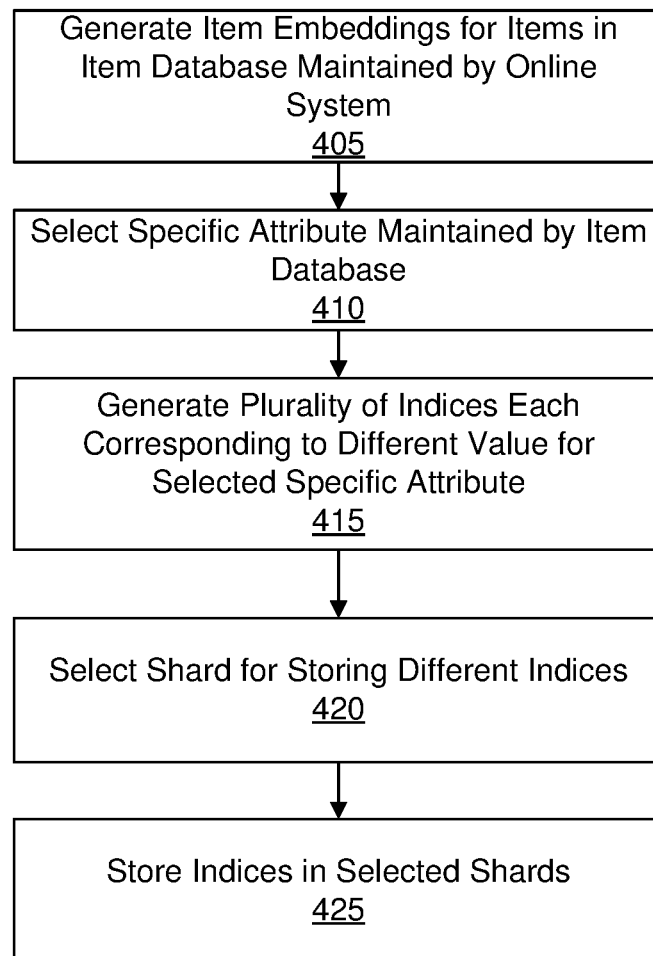 Generate Item Embeddings for Items in
Item Database Maintained by Online
System
405
Select Specific Attribute Maintained by Item
Database
410
Generate Plurality of Indices Each
Corresponding to Different Value for
Selected Specific Attribute
415
Select Shard for Storing Different Indices
420
Store Indices in Selected Shards
425